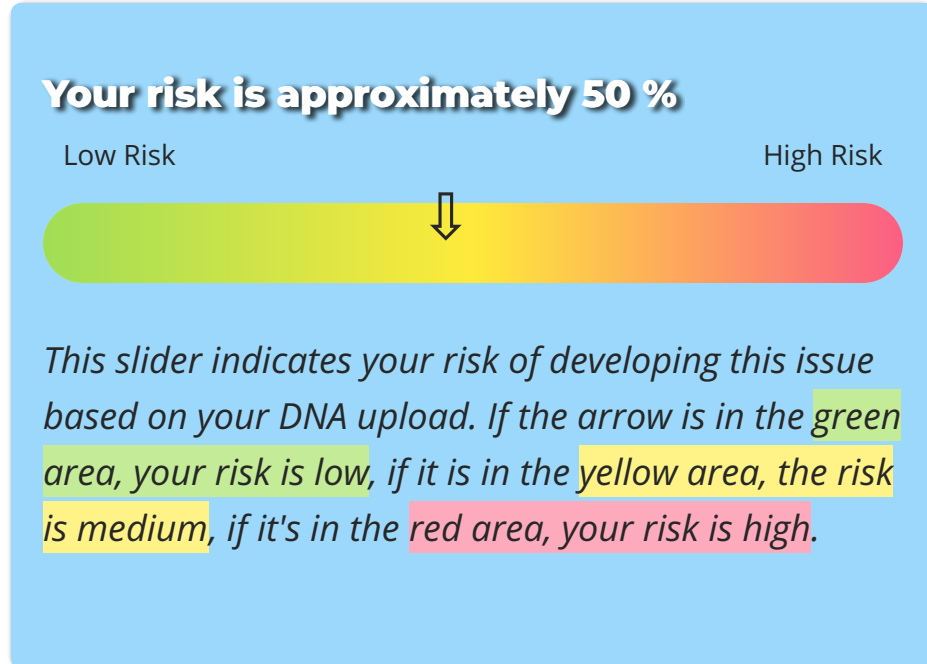 Your risk is approximately 50 %
Low Risk High Risk
This slider indicates your risk of developing this issue
based on your DNA upload. If the arrow is in the green
area, your risk is low, if it is in the yellow area, the risk
is medium, if it's in the red area, your risk is high.